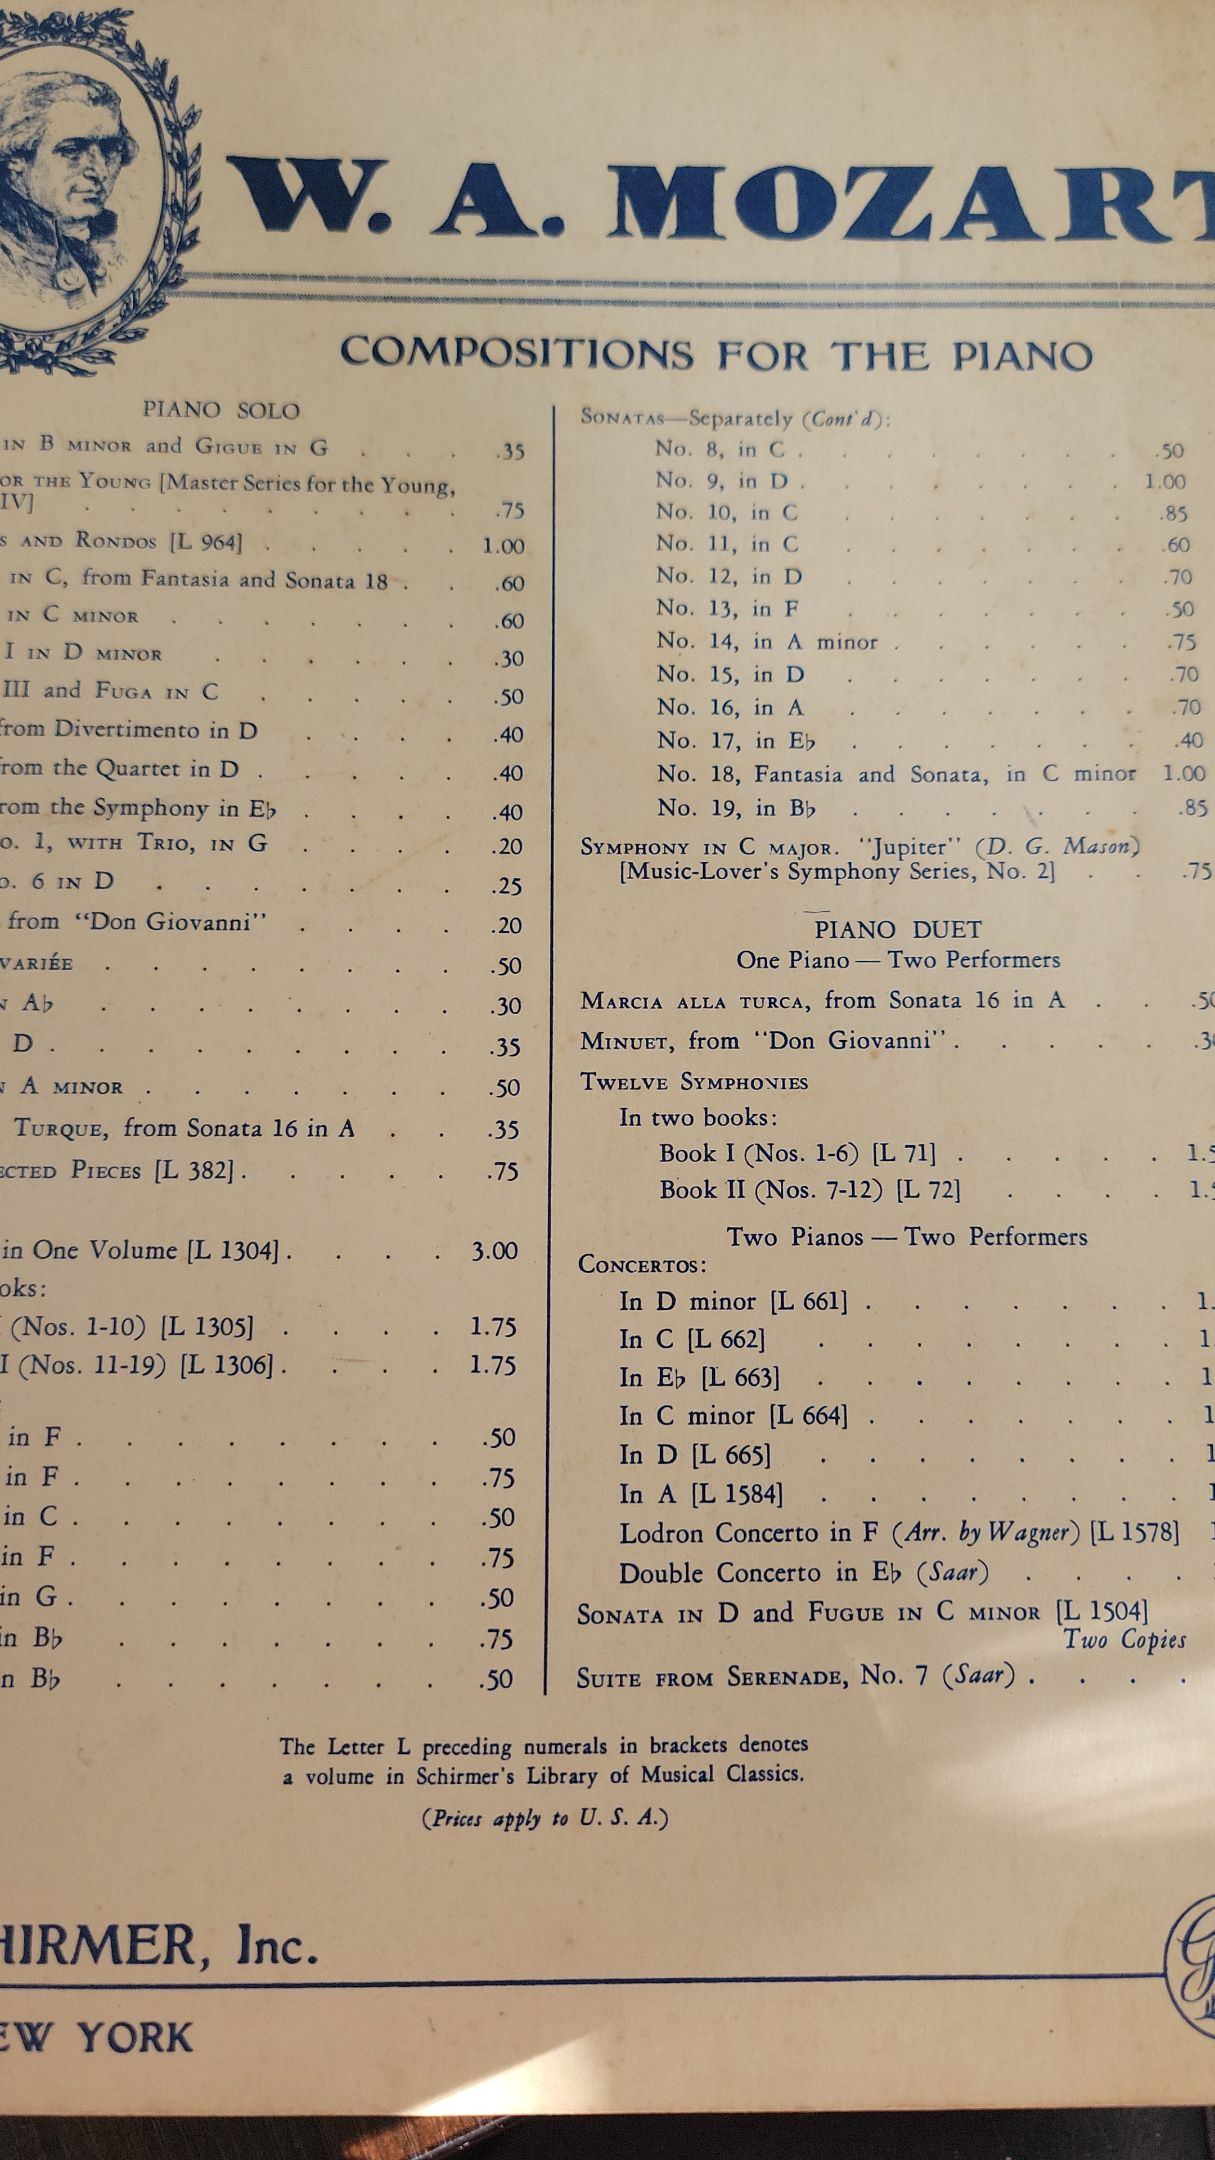 W. A. MOZART
COMPOSITIONS FOR THE PIANO
PIANO SOLO
IN B MINOR and GIGUE IN G . . . .35
OR THE YOUNG [Master Series for the Young,
IV] . . . . . . . . .75
AND RONDOS [L 964] . . . . . 1.00
IN C, from Fantasia and Sonata 18 . . .60
IN C MINOR . . . . . . . .60
I IN D MINOR . . . . . . .30
III and FUGA IN C . . . . . .50
from Divertimento in D . . . . .40
from the Quartet in D . . . . . .40
from the Symphony in E♭ . . . . .40
o. 1, WITH TRIO, IN G . . . . .20
o. 6 IN D . . . . . . . .25
from "Don Giovanni" . . . . .20
VARIÉE . . . . . . . . .50
A♭ . . . . . . . . .30
D . . . . . . . . . .35
A MINOR . . . . . . . .50
TURQUE, from Sonata 16 in A . . .35
ECTED PIECES [L 382] . . . . . .75
in One Volume [L 1304] . . . . 3.00
oks:
(Nos. 1-10) [L 1305] . . . . 1.75
I (Nos. 11-19) [L 1306] . . . . 1.75
in F . . . . . . . . .50
in F . . . . . . . . .75
in C . . . . . . . . .50
in F . . . . . . . . .75
in G . . . . . . . . .50
in B♭ . . . . . . . .75
n B♭ . . . . . . . .50
SONATAS—Separately (Cont'd):
No. 8, in C . . . . . . . . .50
No. 9, in D . . . . . . . . 1.00
No. 10, in C . . . . . . . .85
No. 11, in C . . . . . . . .60
No. 12, in D . . . . . . . .70
No. 13, in F . . . . . . . .50
No. 14, in A minor . . . . . . .75
No. 15, in D . . . . . . . .70
No. 16, in A . . . . . . . .70
No. 17, in E♭ . . . . . . . .40
No. 18, Fantasia and Sonata, in C minor 1.00
No. 19, in B♭ . . . . . . . .85
SYMPHONY IN C MAJOR. "Jupiter" (D. G. Mason)
[Music-Lover's Symphony Series, No. 2] . . .75
PIANO DUET
One Piano — Two Performers
MARCIA ALLA TURCA, from Sonata 16 in A . .
MINUET, from "Don Giovanni" . . . . .
TWELVE SYMPHONIES
In two books:
Book I (Nos. 1-6) [L 71] . . . . .
Book II (Nos. 7-12) [L 72] . . . .
Two Pianos — Two Performers
CONCERTOS:
In D minor [L 661] . . . . . . .
In C [L 662] . . . . . . . .
In E♭ [L 663] . . . . . . . .
In C minor [L 664] . . . . . . .
In D [L 665] . . . . . . . .
In A [L 1584] . . . . . . . .
Lodron Concerto in F (Arr. by Wagner) [L 1578]
Double Concerto in E♭ (Saar) . . . .
SONATA IN D and FUGUE IN C MINOR [L 1504]
Two Copies
SUITE FROM SERENADE, No. 7 (Saar) . . . .
The Letter L preceding numerals in brackets denotes
a volume in Schirmer's Library of Musical Classics.
(Prices apply to U. S. A.)
HIRMER, Inc.
EW YORK